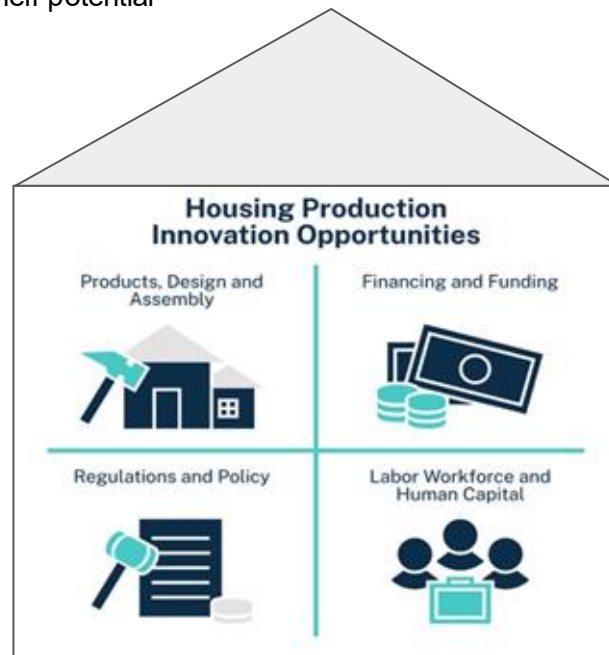 potential
Housing Production
Innovation Opportunities
Products, Design and
Assembly
Financing and Funding
Regulations and Policy
Labor Workforce and
Human Capital